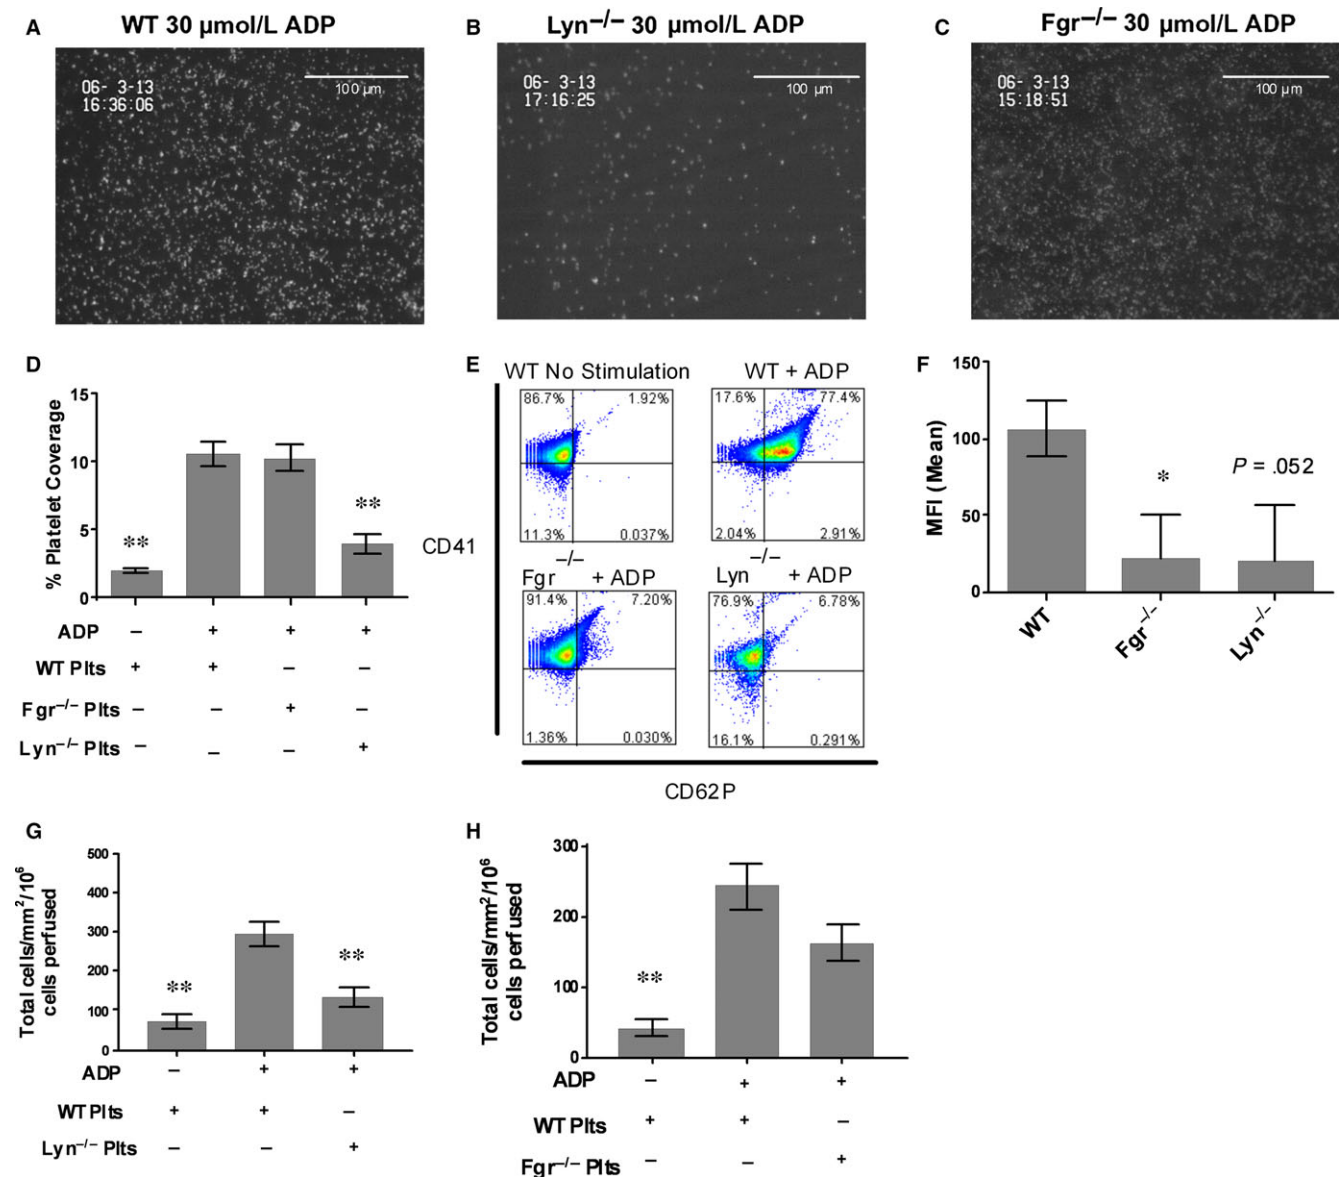 A WT 30 µmol/L ADP
06- 3-13
16:36:06
100 µm
B Lyn–/– 30 µmol/L ADP
06- 3-13
17:16:25
100 µm
C Fgr–/– 30 µmol/L ADP
06- 3-13
15:18:51
100 µm
D
% Platelet Coverage
15
10
5
0
**
**
ADP – + + +
WT Plts + + – –
Fgr–/– Plts – – + –
Lyn–/– Plts – – – +
E
WT No Stimulation
86.7% 1.92%
11.3% 0.037%
WT + ADP
17.6% 77.4%
2.04% 2.91%
CD41
–/–
Fgr + ADP
91.4% 7.20%
1.36% 0.030%
–/–
Lyn + ADP
76.9% 6.78%
16.1% 0.291%
CD62P
F
MFI (Mean)
150
100
50
0
*
P = .052
WT
Fgr–/–
Lyn–/–
G
Total cells/mm2/106
cells perfused
500
400
300
200
100
0
**
**
ADP – + +
WT Plts + + –
Lyn–/– Plts – – +
H
Total cells/mm2/106
cells perfused
300
200
100
0
**
ADP – + +
WT Plts + + –
Fgr–/– Plts – – +